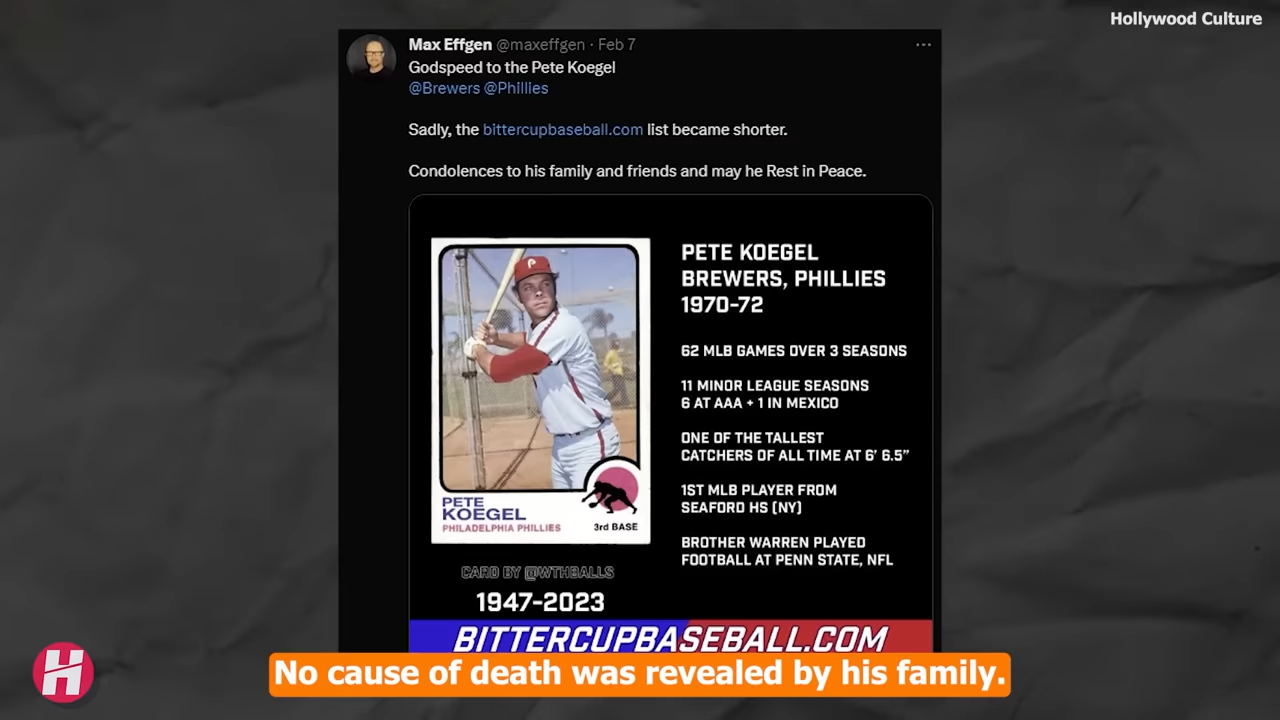 Hollywood Culture
Max Effgen @maxeffgen · Feb 7
Godspeed to the Pete Koegel
@Brewers @Phillies
Sadly, the bittercupbaseball.com list became shorter.
Condolences to his family and friends and may he Rest in Peace.
P
PETE
KOEGEL
PHILADELPHIA PHILLIES
3rd BASE
CARD BY @WTHBALLS
1947-2023
PETE KOEGEL
BREWERS, PHILLIES
1970-72
62 MLB GAMES OVER 3 SEASONS
11 MINOR LEAGUE SEASONS
6 AT AAA + 1 IN MEXICO
ONE OF THE TALLEST
CATCHERS OF ALL TIME AT 6' 6.5”
1ST MLB PLAYER FROM
SEAFORD HS (NY)
BROTHER WARREN PLAYED
FOOTBALL AT PENN STATE, NFL
BITTERCUPBASEBALL.COM
H
No cause of death was revealed by his family.